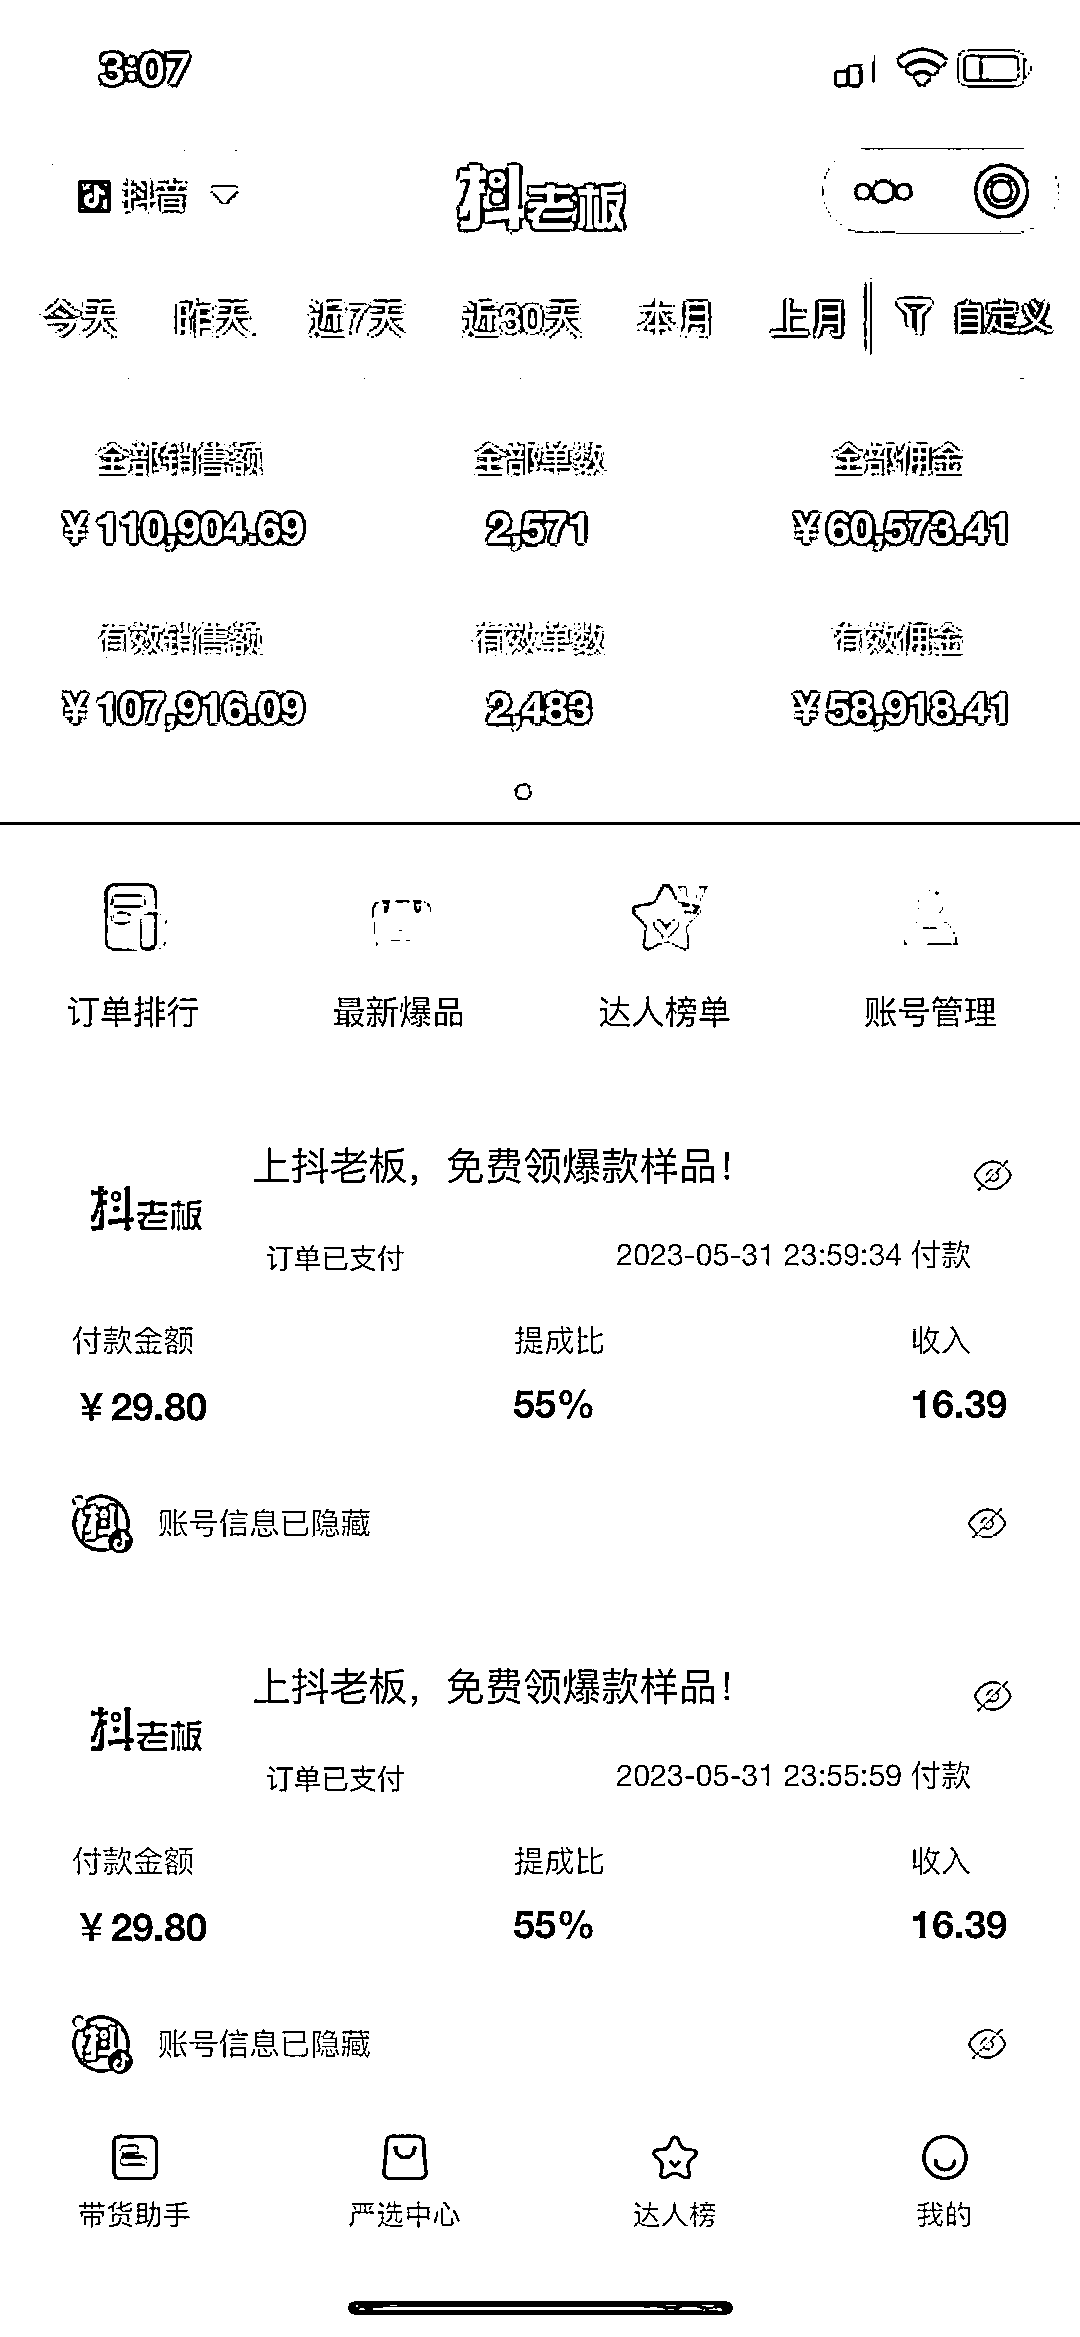 3:07
抖音 抖老板
今天 昨天 近7天 近30天 本月 上月 自定义
全部销售额 全部单数 全部佣金
¥110,904.69 2,571 ¥60,573.41
有效销售额 有效单数 有效佣金
¥107,916.09 2,483 ¥58,918.41
订单排行 最新爆品 达人榜单 账号管理
上抖老板，免费领爆款样品！
抖老板
订单已支付 2023-05-31 23:59:34 付款
付款金额 提成比 收入
¥29.80 55% 16.39
账号信息已隐藏
上抖老板，免费领爆款样品！
抖老板
订单已支付 2023-05-31 23:55:59 付款
付款金额 提成比 收入
¥29.80 55% 16.39
账号信息已隐藏
带货助手 严选中心 达人榜 我的